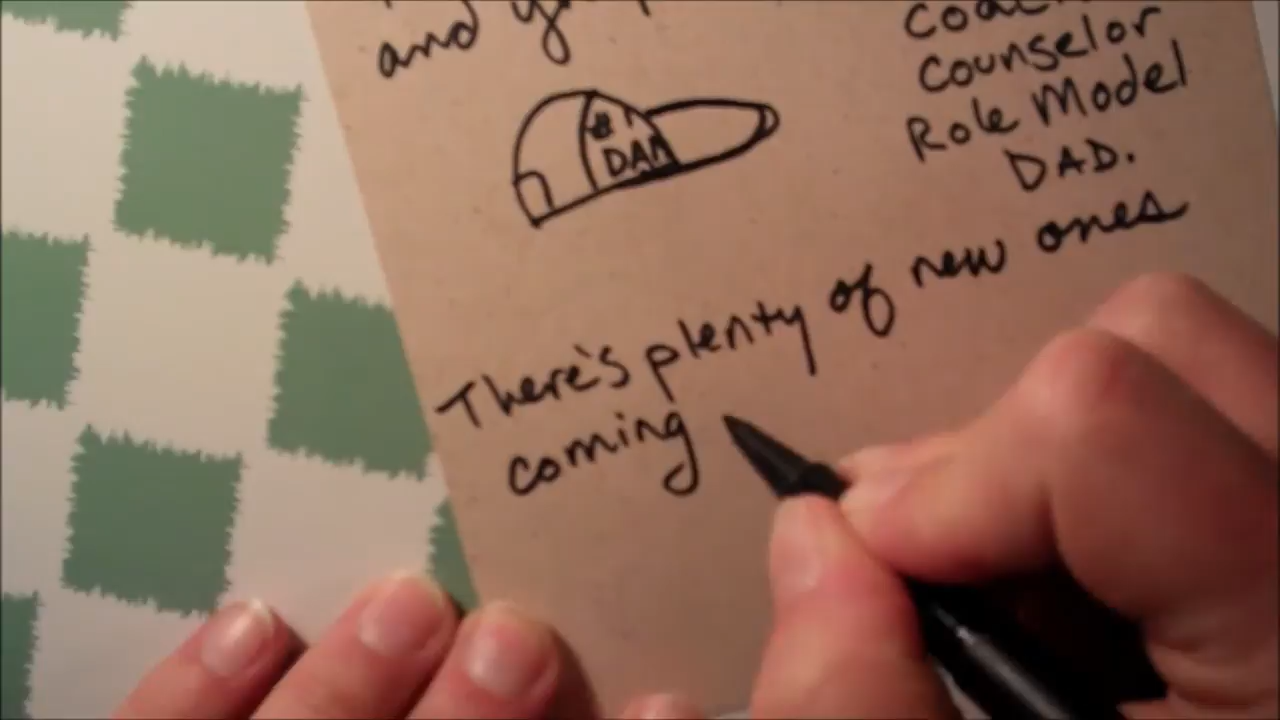 and
Counselor
Role Model
DAD.
DAD
There's plenty of new ones
coming